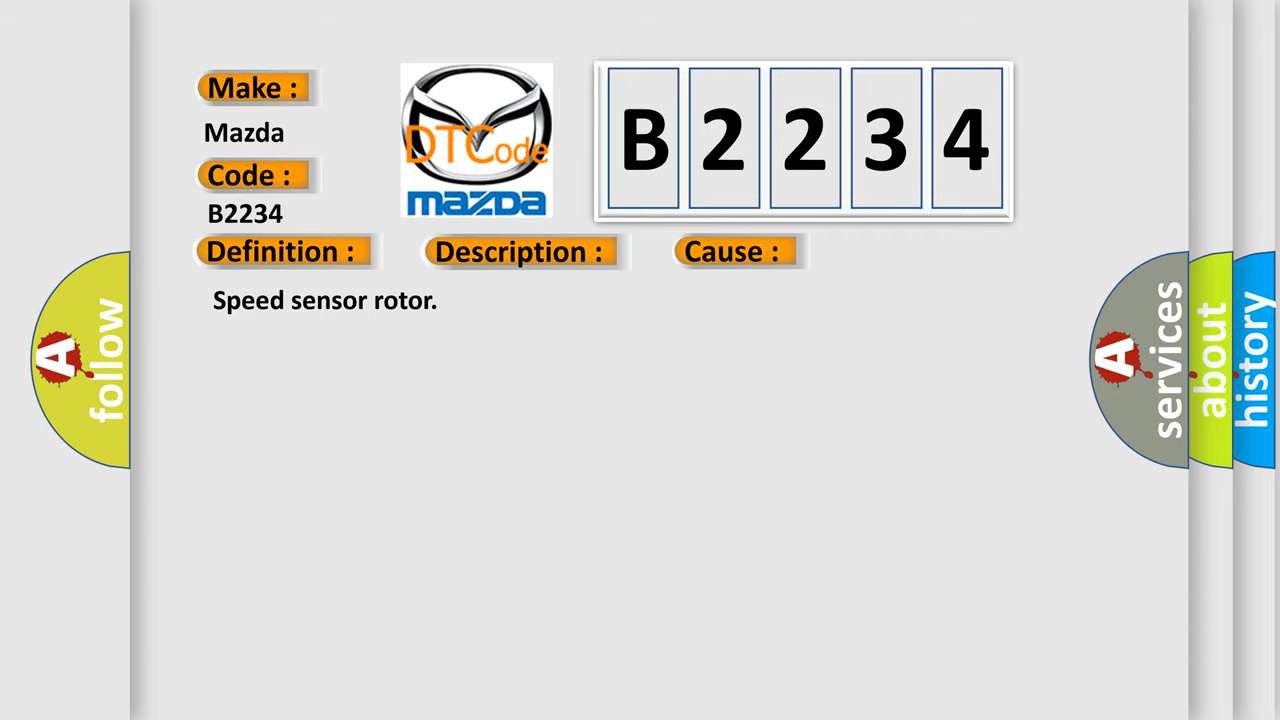 Make :
Mazda
Code :
B2234
DTCode
mazda
B 2 2 3 4
Definition :
Description :
Cause :
Speed sensor rotor.
A follow
A services
about
history